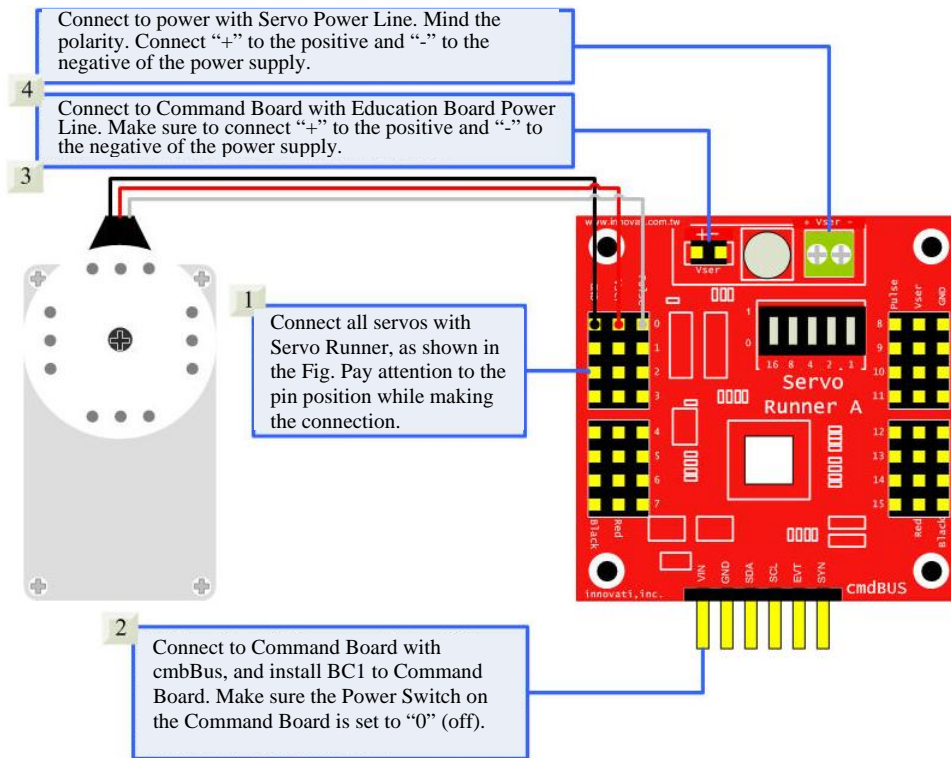 Connect to power with Servo Power Line. Mind the
polarity. Connect “+” to the positive and “-” to the
negative of the power supply.
4
Connect to Command Board with Education Board Power
Line. Make sure to connect “+” to the positive and “-” to
the negative of the power supply.
3
www.innovati.com.tw
+ Vser -
+ -
Vser
Pulse
Vser
GND
1
Connect all servos with
Servo Runner, as shown in
the Fig. Pay attention to the
pin position while making
the connection.
0
1
2
3
4
5
6
7
1
0
16 8 4 2 1
Servo
Runner A
8
9
10
11
12
13
14
15
Black
Red
Red
Black
VIN
GND
SDA
SCL
EVT
SYN
innovati,inc.
cmdBUS
2
Connect to Command Board with
cmbBus, and install BC1 to Command
Board. Make sure the Power Switch on
the Command Board is set to “0” (off).